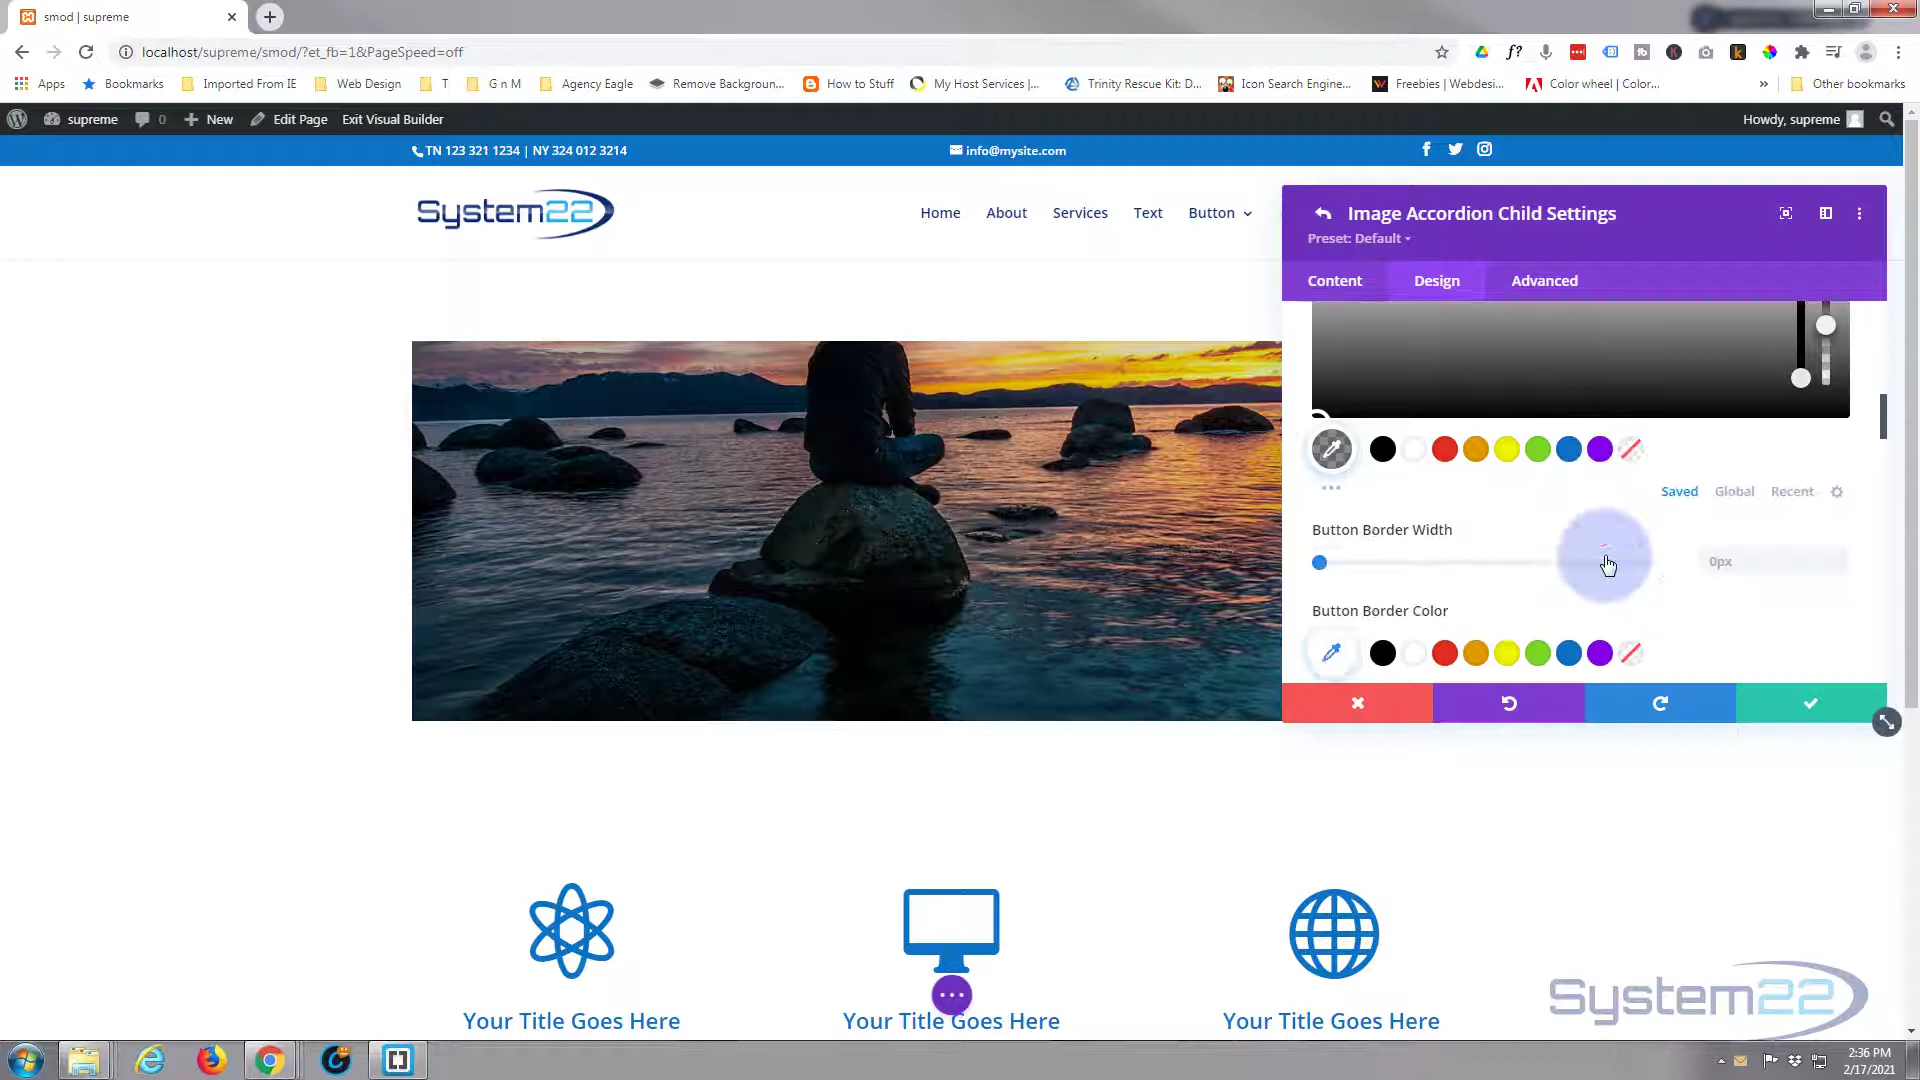 smod | supreme
localhost/supreme/smod/?et_fb=1&PageSpeed=off
f?
Apps
Bookmarks
Imported From IE
Web Design
T
G n M
Agency Eagle
Remove Backgroun...
How to Stuff
My Host Services |...
Trinity Rescue Kit: D...
Icon Search Engine...
Freebies | Webdesi...
Color wheel | Color...
»
Other bookmarks
supreme
0
New
Edit Page
Exit Visual Builder
Howdy, supreme
TN 123 321 1234 | NY 324 012 3214
info@mysite.com
System22
Home
About
Services
Text
Button
Image Accordion Child Settings
Preset: Default
Content
Design
Advanced
Saved
Global
Recent
Button Border Width
0px
Button Border Color
Your Title Goes Here
Your Title Goes Here
Your Title Goes Here
System22
2:36 PM
2/17/2021